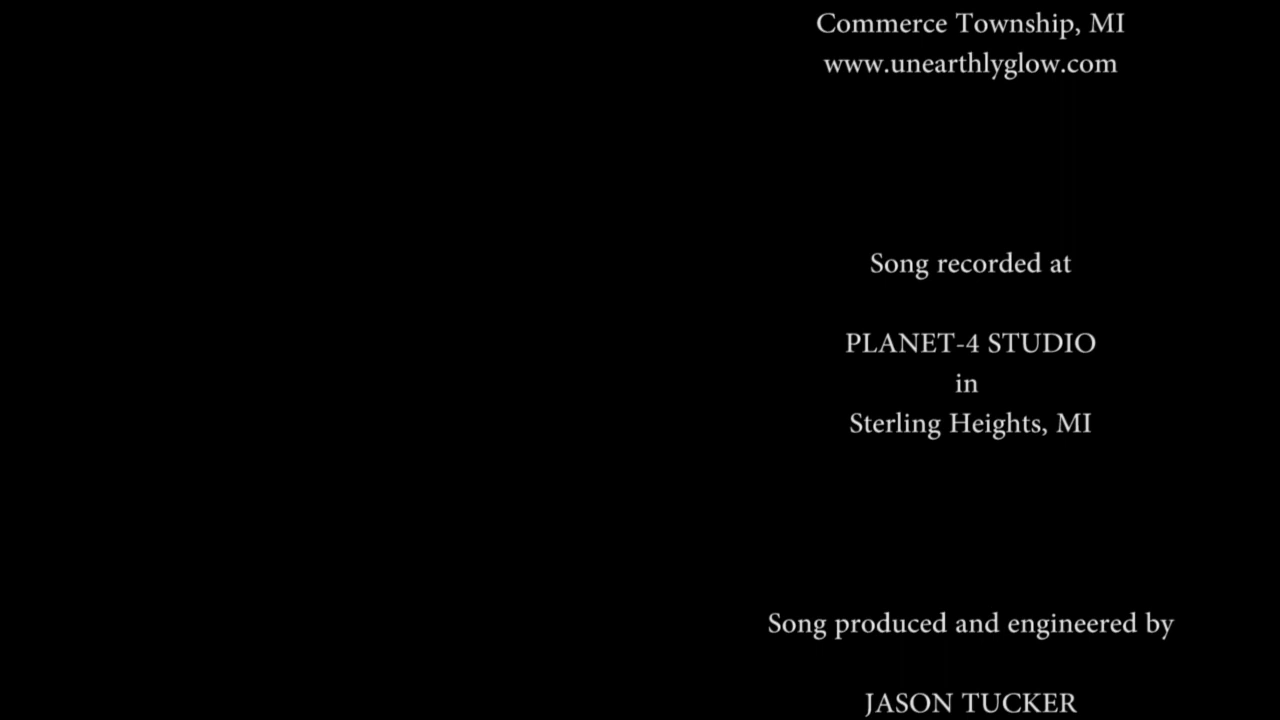 Commerce Township, MI
www.unearthlyglow.com
Song recorded at
PLANET-4 STUDIO
in
Sterling Heights, MI
Song produced and engineered by
JASON TUCKER